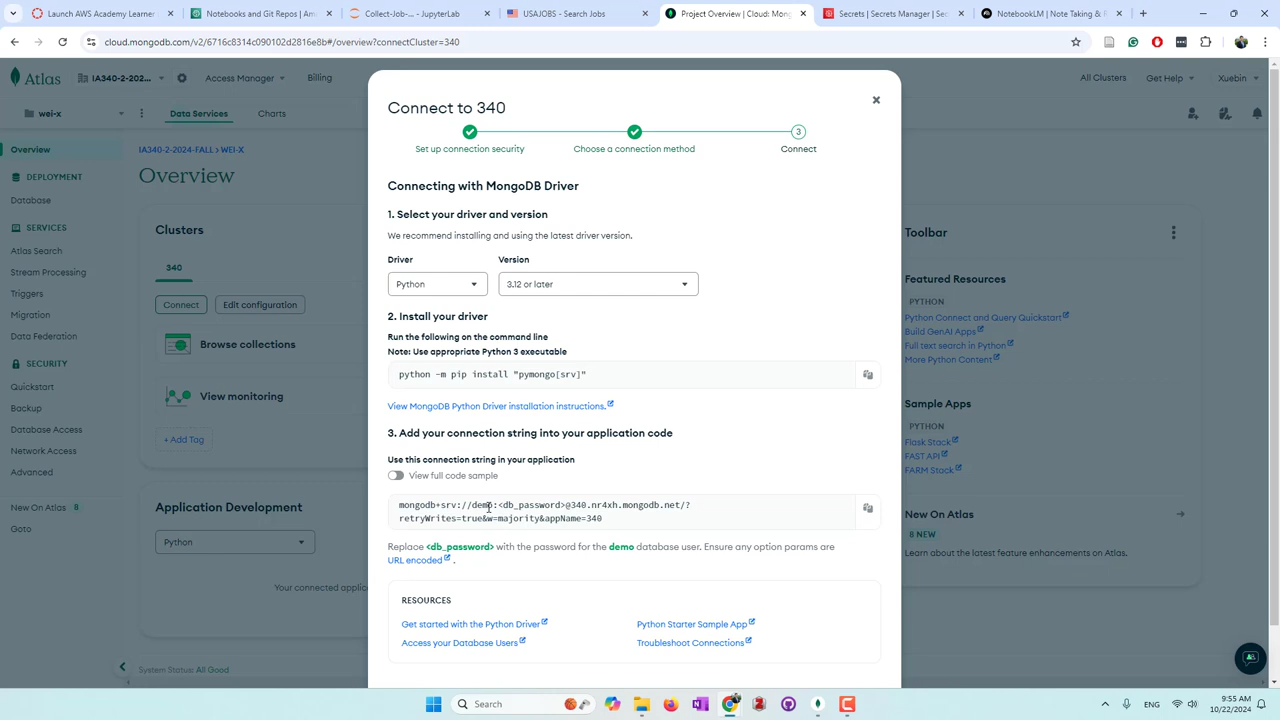 Launch AWS Academy Learner
Notebooks and Git Repos | Am
Collect-jobs-... - JupyterLab
USAJOBS - Search Jobs
Project Overview | Cloud: Mong
Secrets | Secrets Manager | Sec
NotebookLM | Note Taking &
cloud.mongodb.com/v2/6716c8314c090102d2816e8b#/overview?connectCluster=340
Atlas
IA340-2-202...
Access Manager
Billing
All Clusters
Get Help
Xuebin
wei-x
Data Services
Charts
Overview
DEPLOYMENT
Database
SERVICES
Atlas Search
Stream Processing
Triggers
Migration
Data Federation
SECURITY
Quickstart
Backup
Database Access
Network Access
Advanced
New On Atlas 8
Goto
IA340-2-2024-FALL > WEI-X
Overview
Clusters
340
Connect
Edit configuration
Browse collections
View monitoring
+ Add Tag
Application Development
Python
Your connected applic
System Status: All Good
Connect to 340
3
Set up connection security
Choose a connection method
Connect
Connecting with MongoDB Driver
1. Select your driver and version
We recommend installing and using the latest driver version.
Driver
Version
Python
3.12 or later
2. Install your driver
Run the following on the command line
Note: Use appropriate Python 3 executable
python -m pip install "pymongo[srv]"
View MongoDB Python Driver installation instructions.
3. Add your connection string into your application code
Use this connection string in your application
View full code sample
mongodb+srv://demo:<db_password>@340.nr4xh.mongodb.net/?
retryWrites=true&w=majority&appName=340
Replace <db_password> with the password for the demo database user. Ensure any option params are
URL encoded .
RESOURCES
Get started with the Python Driver
Python Starter Sample App
Access your Database Users
Troubleshoot Connections
Toolbar
Featured Resources
PYTHON
Python Connect and Query Quickstart
Build GenAI Apps
Full text search in Python
More Python Content
Sample Apps
PYTHON
Flask Stack
FAST API
FARM Stack
New On Atlas
8 NEW
Learn about the latest feature enhancements on Atlas.
Search
ENG
9:55 AM
10/22/2024